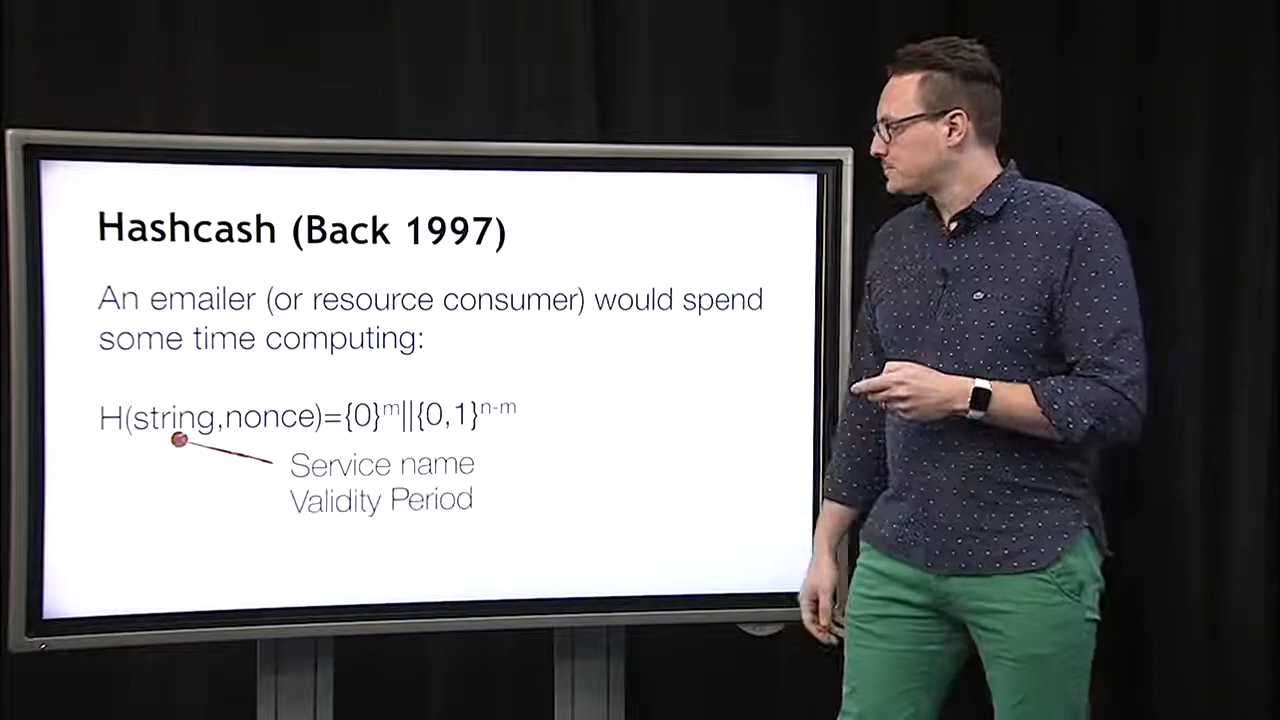 Hashcash (Back 1997)
An emailer (or resource consumer) would spend
some time computing:
H(string,nonce)={0}ᵐ||{0,1}ⁿ⁻ᵐ
Service name
Validity Period